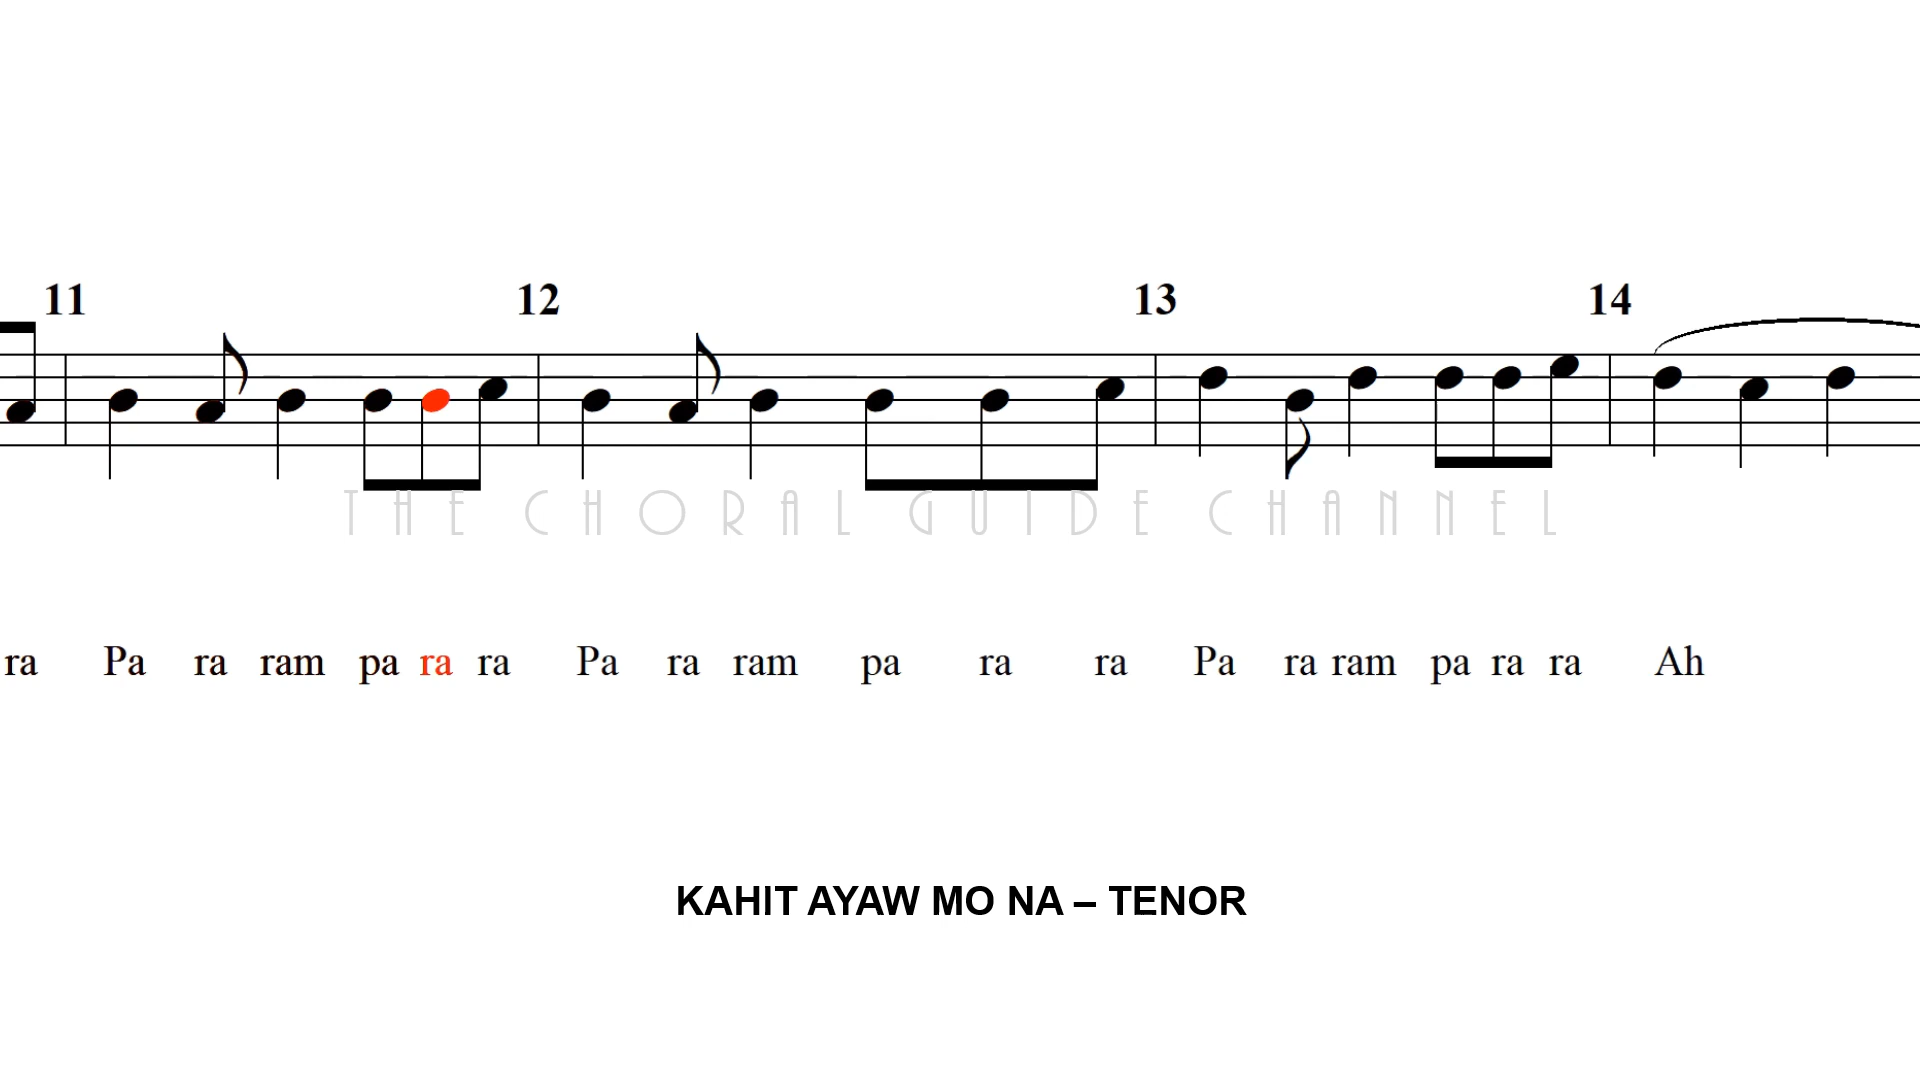 11 12 13 14
THE CHORAL GUIDE CHANNEL
ra Pa ra ram pa ra ra Pa ra ram pa ra ra Pa ra ram pa ra ra Ah
KAHIT AYAW MO NA – TENOR